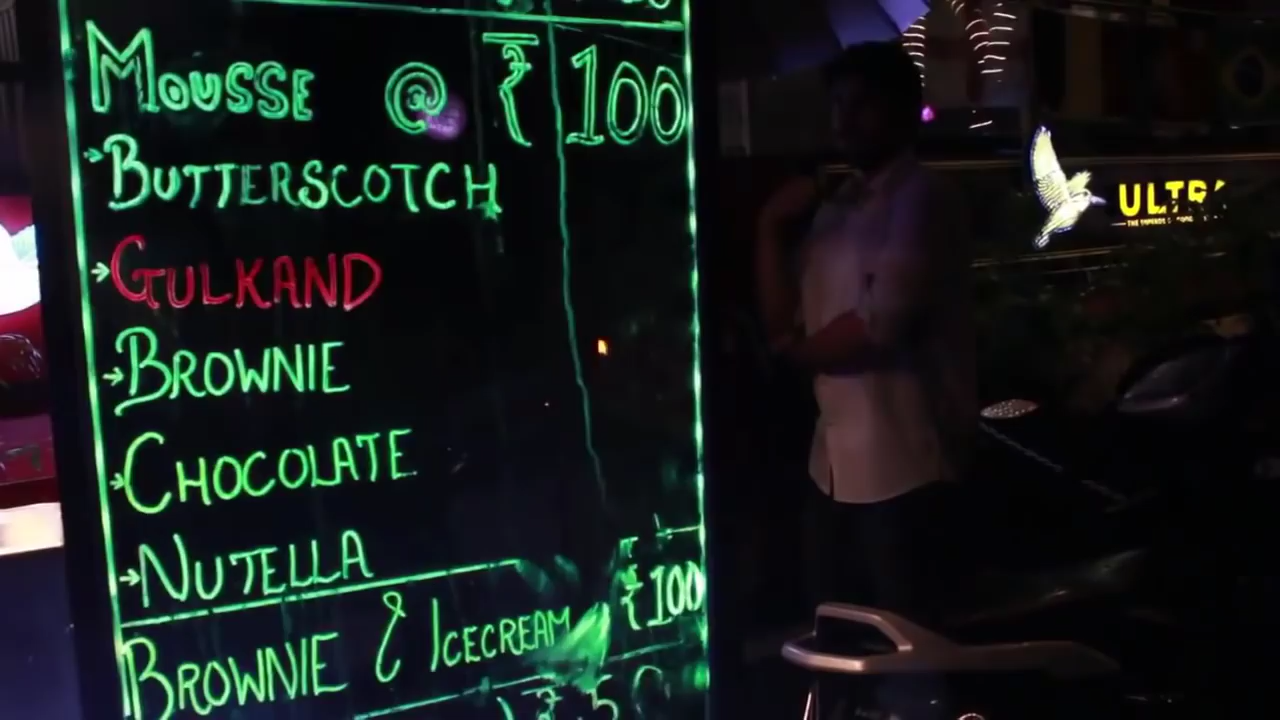 MOUSSE @ ₹ 100
→ BUTTERSCOTCH
→ GULKAND
→ BROWNIE
→ CHOCOLATE
→ NUTELLA
BROWNIE & ICECREAM ₹ 100
ULTRA